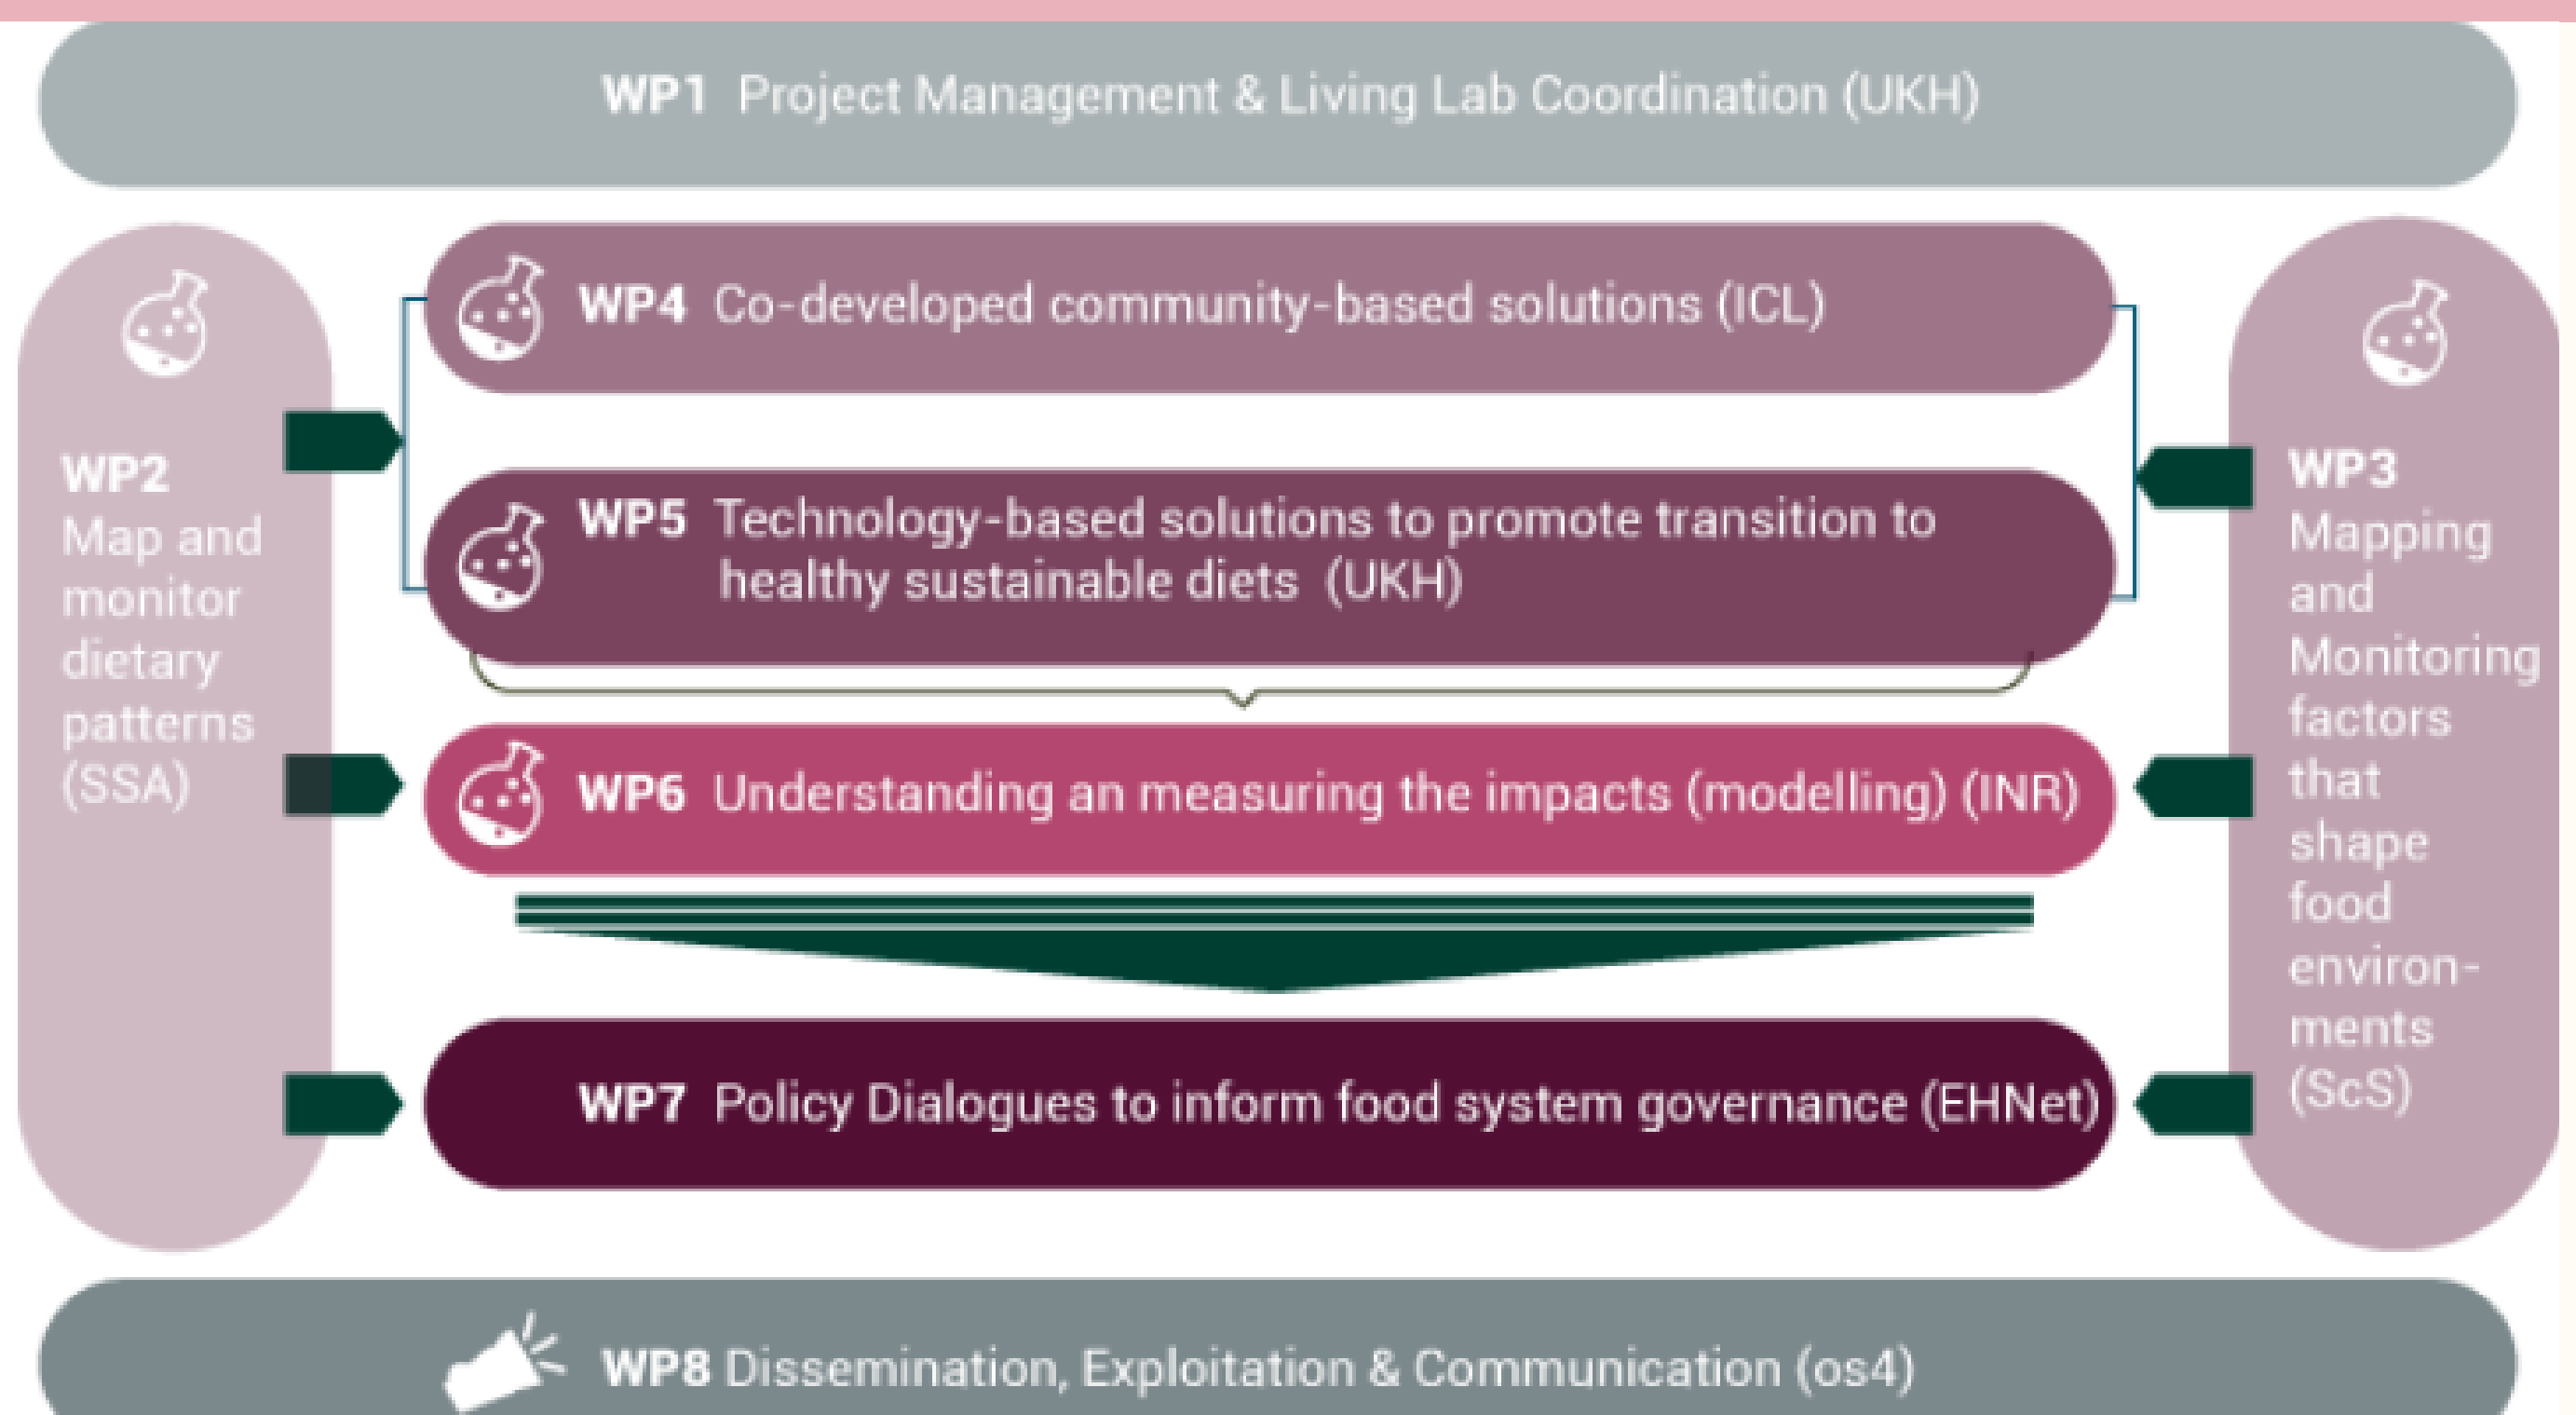 WP1 Project Management & Living Lab Coordination (UKH)
WP2
Map and
monitor
dietary
patterns
(SSA)
WP4 Co-developed community-based solutions (ICL)
WP5 Technology-based solutions to promote transition to
healthy sustainable diets (UKH)
WP6 Understanding an measuring the impacts (modelling) (INR)
WP7 Policy Dialogues to inform food system governance (EHNet)
WP3
Mapping
and
Monitoring
factors
that
shape
food
environ-
ments
(ScS)
WP8 Dissemination, Exploitation & Communication (os4)